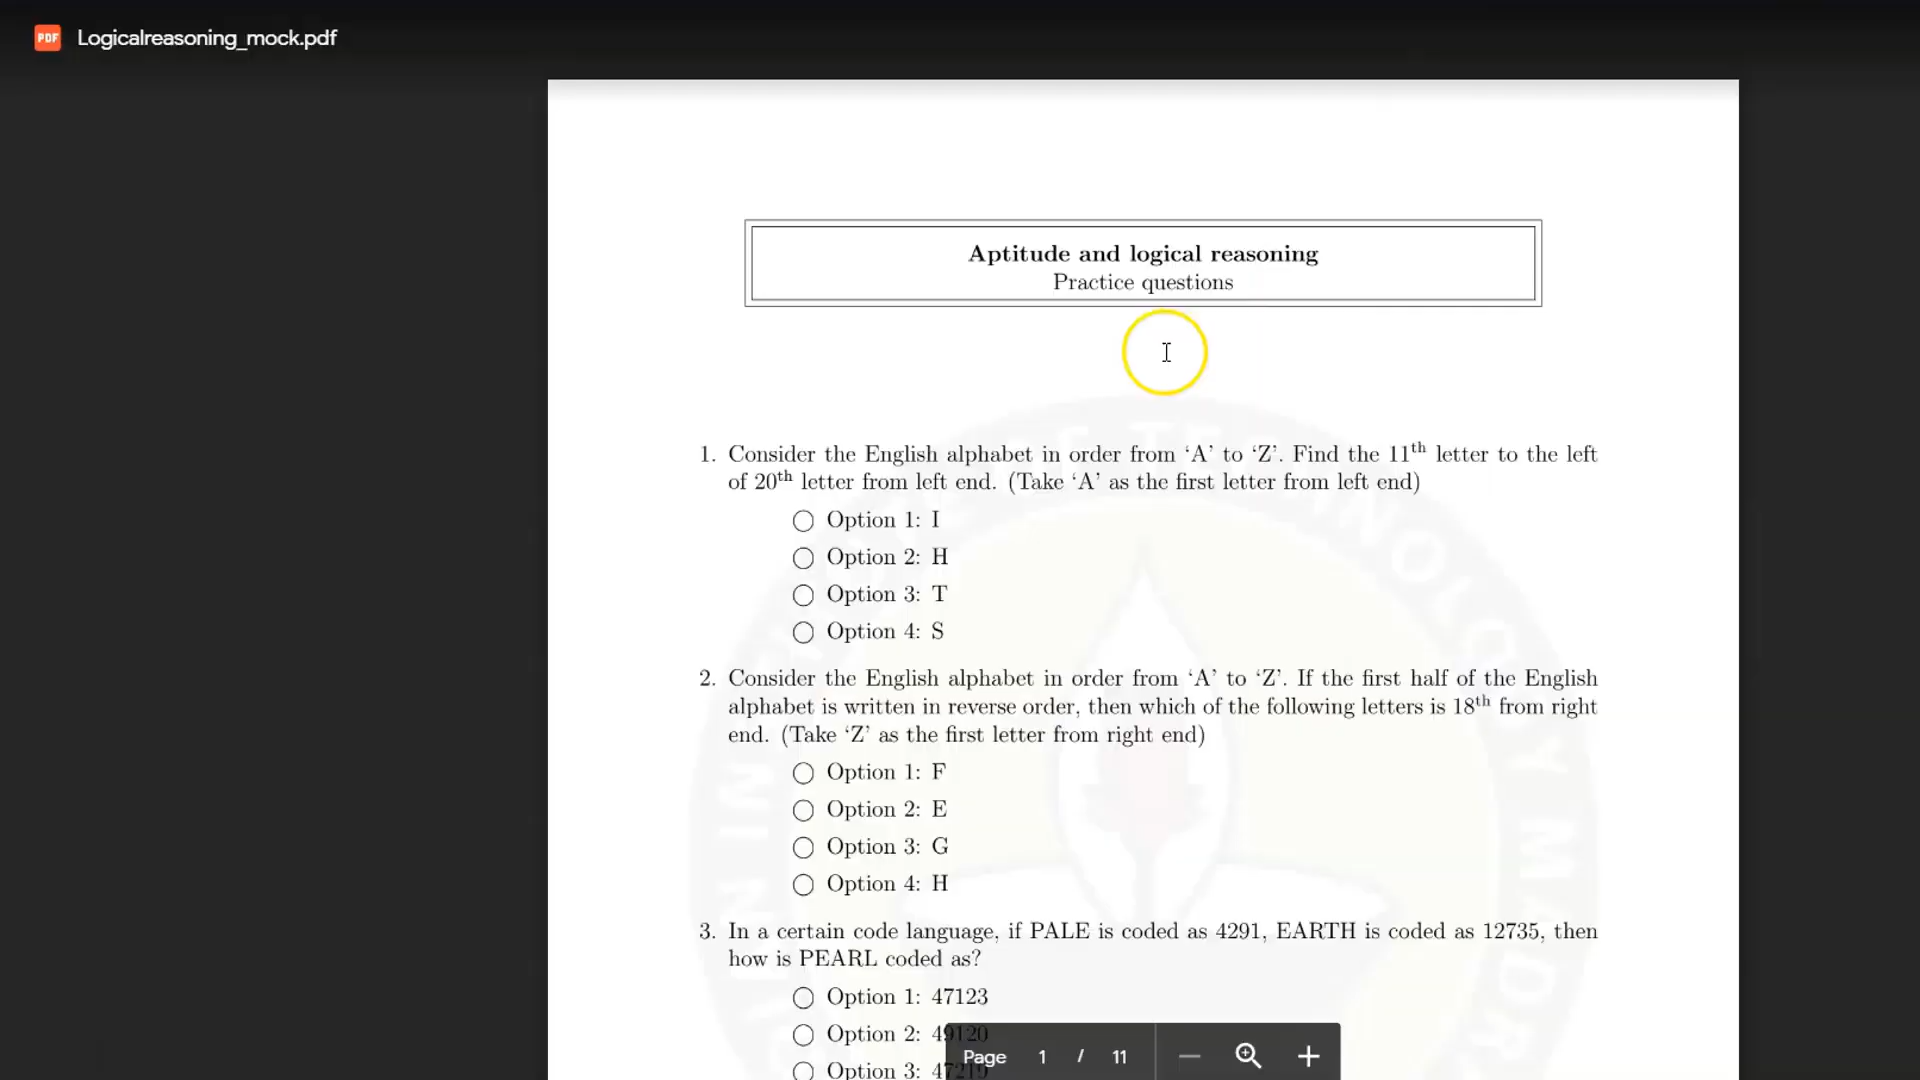 PDF Logicalreasoning_mock.pdf
Aptitude and logical reasoning
Practice questions
1. Consider the English alphabet in order from ‘A’ to ‘Z’. Find the 11th letter to the left
of 20th letter from left end. (Take ‘A’ as the first letter from left end)
Option 1: I
Option 2: H
Option 3: T
Option 4: S
2. Consider the English alphabet in order from ‘A’ to ‘Z’. If the first half of the English
alphabet is written in reverse order, then which of the following letters is 18th from right
end. (Take ‘Z’ as the first letter from right end)
Option 1: F
Option 2: E
Option 3: G
Option 4: H
3. In a certain code language, if PALE is coded as 4291, EARTH is coded as 12735, then
how is PEARL coded as?
Option 1: 47123
Option 2: 49120
Option 3: 47219
Page 1 / 11